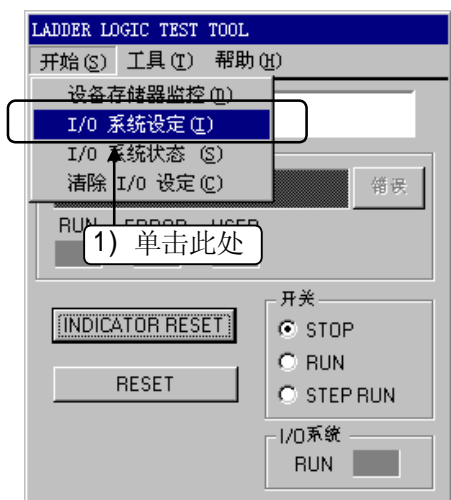 LADDER LOGIC TEST TOOL
开始(S) 工具(T) 帮助(H)
设备存储器监控(D)
I/O 系统设定(I)
I/O 系统状态 (S)
清除 I/O 设定(C)
错误
RUN ERROR USER
1) 单击此处
INDICATOR RESET
RESET
开关
STOP
RUN
STEP RUN
I/O系统
RUN